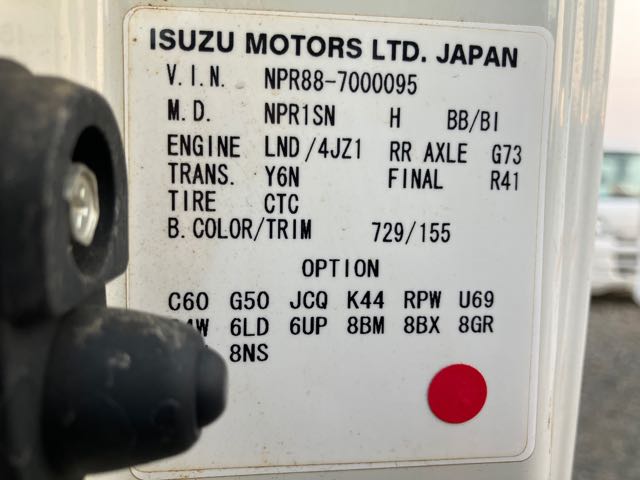 ISUZU MOTORS LTD. JAPAN
V.I.N. NPR88-7000095
M.D. NPR1SN H BB/BI
ENGINE LND/4JZ1 RR AXLE G73
TRANS. Y6N FINAL R41
TIRE CTC
B.COLOR/TRIM 729/155
OPTION
C60 G50 JCQ K44 RPW U69
6LD 6UP 8BM 8BX 8GR
8NS